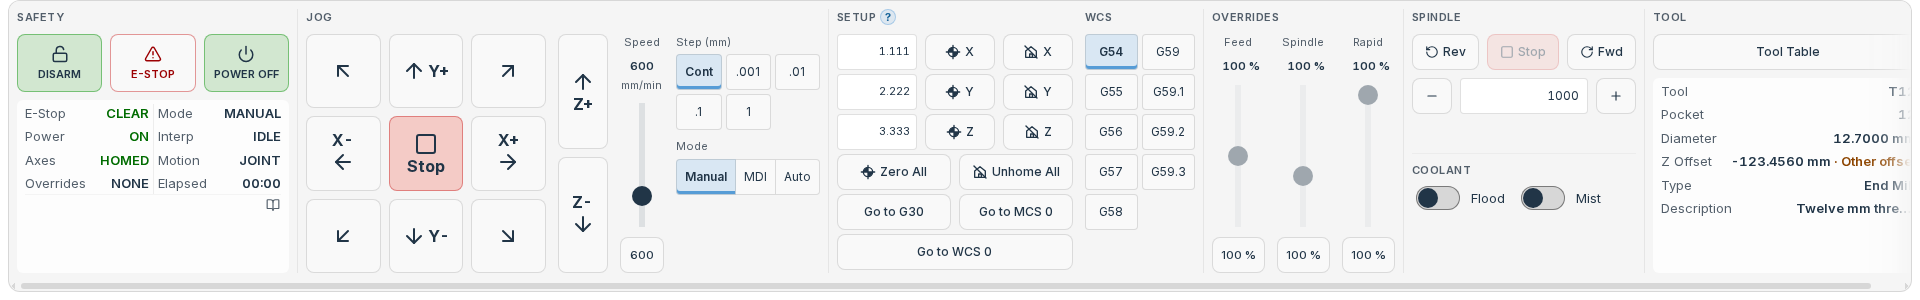 SAFETY
DISARM
E-STOP
POWER OFF
E-Stop CLEAR Mode MANUAL
Power ON Interp IDLE
Axes HOMED Motion JOINT
Overrides NONE Elapsed 00:00
JOG
Y+
X-
Stop
X+
Y-
Z+
Z-
Speed
600
mm/min
600
Step (mm)
Cont .001 .01
.1 1
Mode
Manual MDI Auto
SETUP ?
1.111 X X
2.222 Y Y
3.333 Z Z
Zero All Unhome All
Go to G30 Go to MCS 0
Go to WCS 0
WCS
G54 G59
G55 G59.1
G56 G59.2
G57 G59.3
G58
OVERRIDES
Feed Spindle Rapid
100 % 100 % 100 %
100 % 100 % 100 %
SPINDLE
Rev Stop Fwd
− 1000 +
COOLANT
Flood Mist
TOOL
Tool Table
Tool
Pocket
Diameter 12.7000
Z Offset -123.4560 mm · Other
Type End
Description Twelve mm